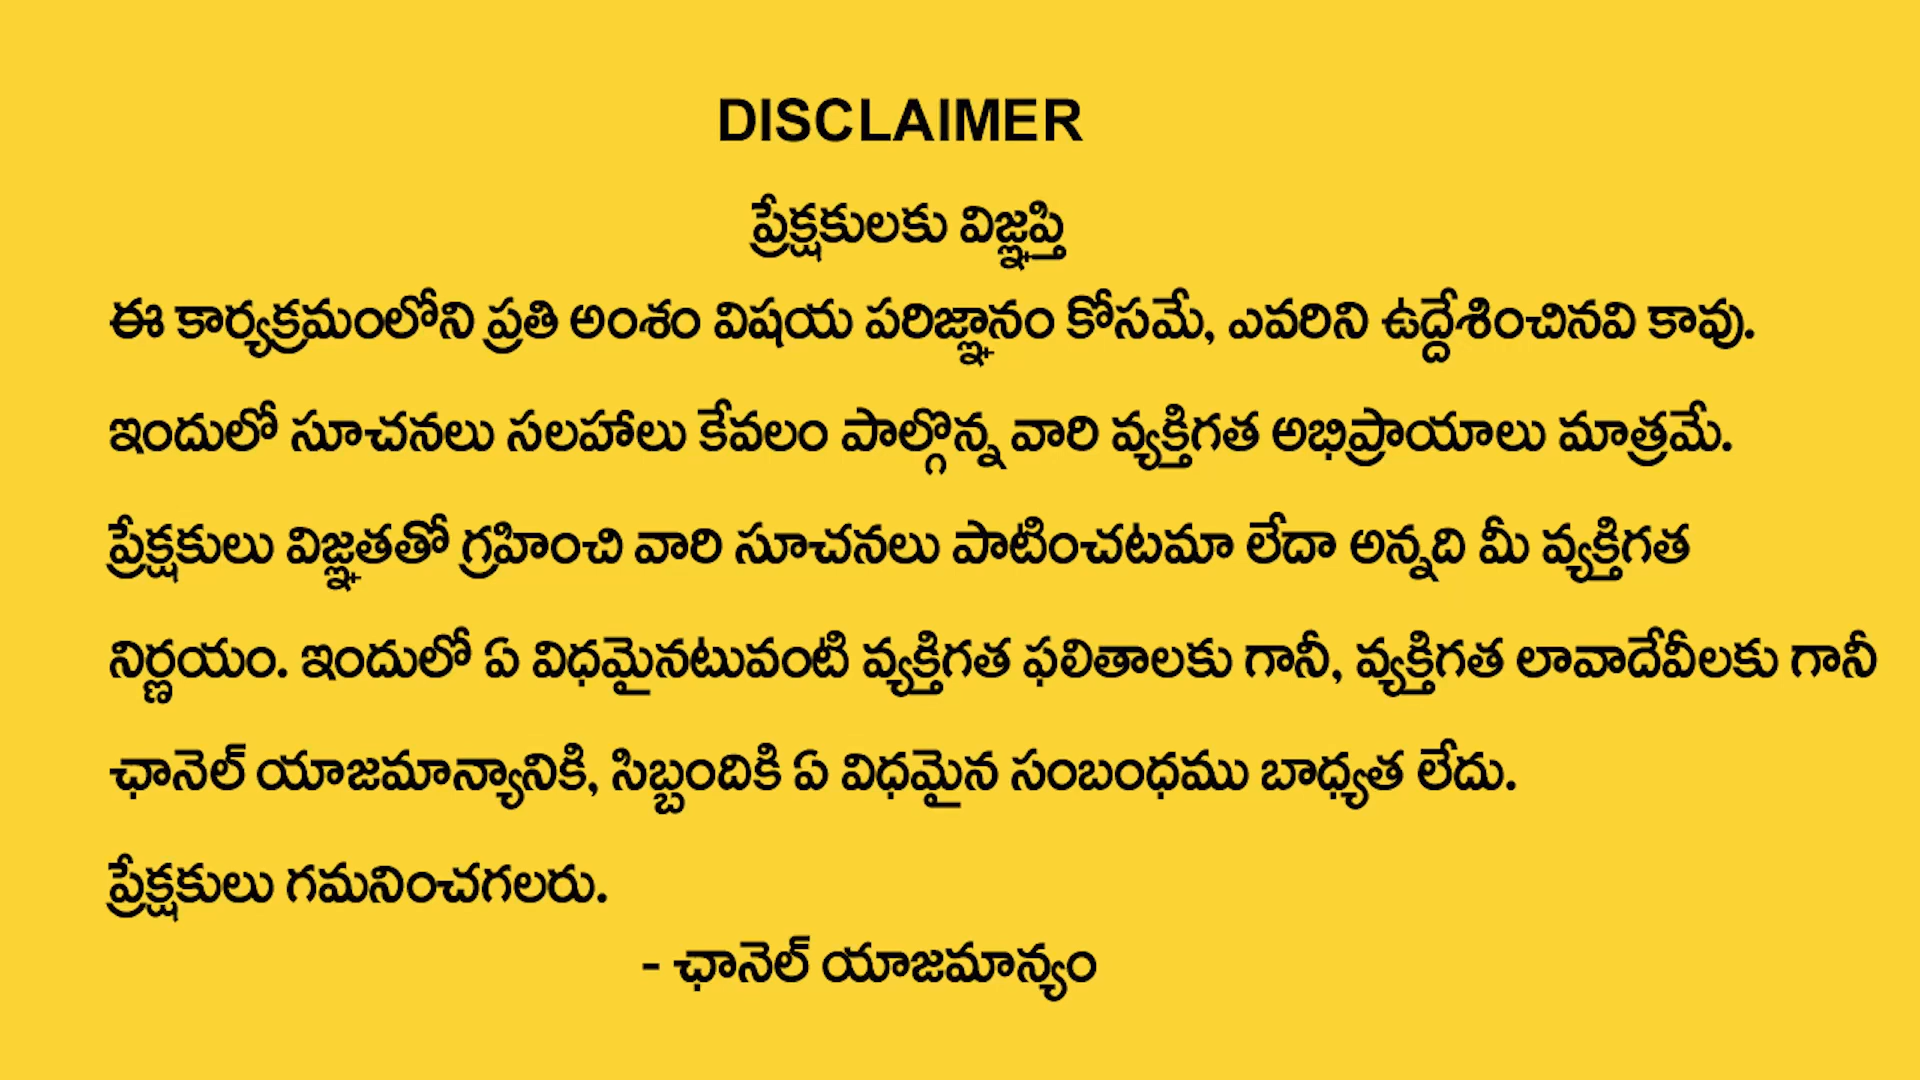 DISCLAIMER
ప్రేక్షకులకు విజ్ఞప్తి
ఈ కార్యక్రమంలోని ప్రతి అంశం విషయ పరిజ్ఞానం కోసమే, ఎవరిని ఉద్దేశించినవి కావు.
ఇందులో సూచనలు సలహాలు కేవలం పాల్గొన్న వారి వ్యక్తిగత అభిప్రాయాలు మాత్రమే.
ప్రేక్షకులు విజ్ఞతతో గ్రహించి వారి సూచనలు పాటించటమా లేదా అన్నది మీ వ్యక్తిగత
నిర్ణయం. ఇందులో ఏ విధమైనటువంటి వ్యక్తిగత ఫలితాలకు గానీ, వ్యక్తిగత లావాదేవీలకు గానీ
ఛానెల్ యాజమాన్యానికి, సిబ్బందికి ఏ విధమైన సంబంధము బాధ్యత లేదు.
ప్రేక్షకులు గమనించగలరు.
- ఛానెల్ యాజమాన్యం